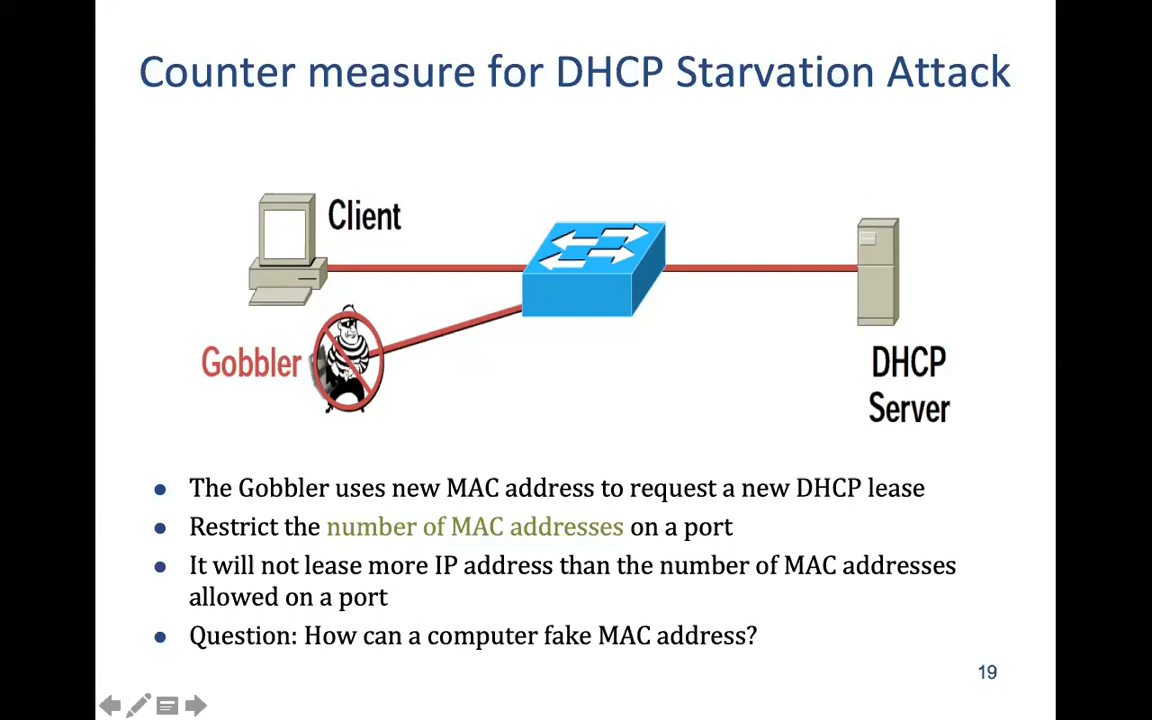 Counter measure for DHCP Starvation Attack
Client
Gobbler
DHCP
Server
● The Gobbler uses new MAC address to request a new DHCP lease
● Restrict the number of MAC addresses on a port
● It will not lease more IP address than the number of MAC addresses
allowed on a port
● Question: How can a computer fake MAC address?
19